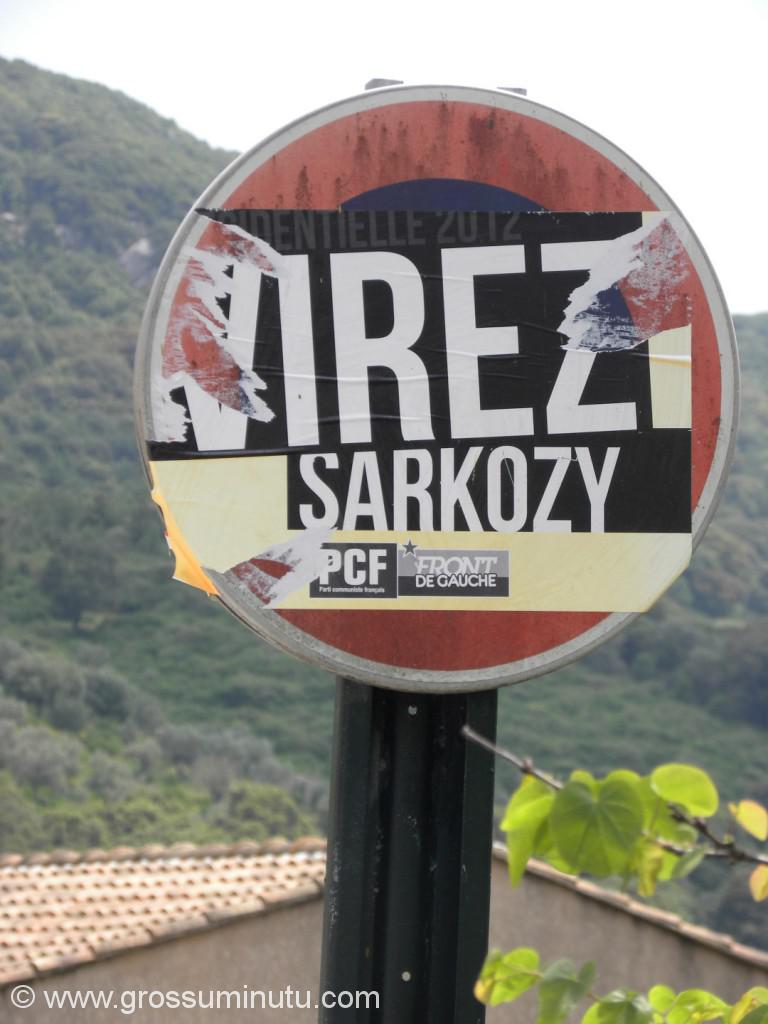 IDENTIELLE 2012
VIREZ
SARKOZY
PCF
Parti communiste français
FRONT
DE GAUCHE
© www.grossuminutu.com